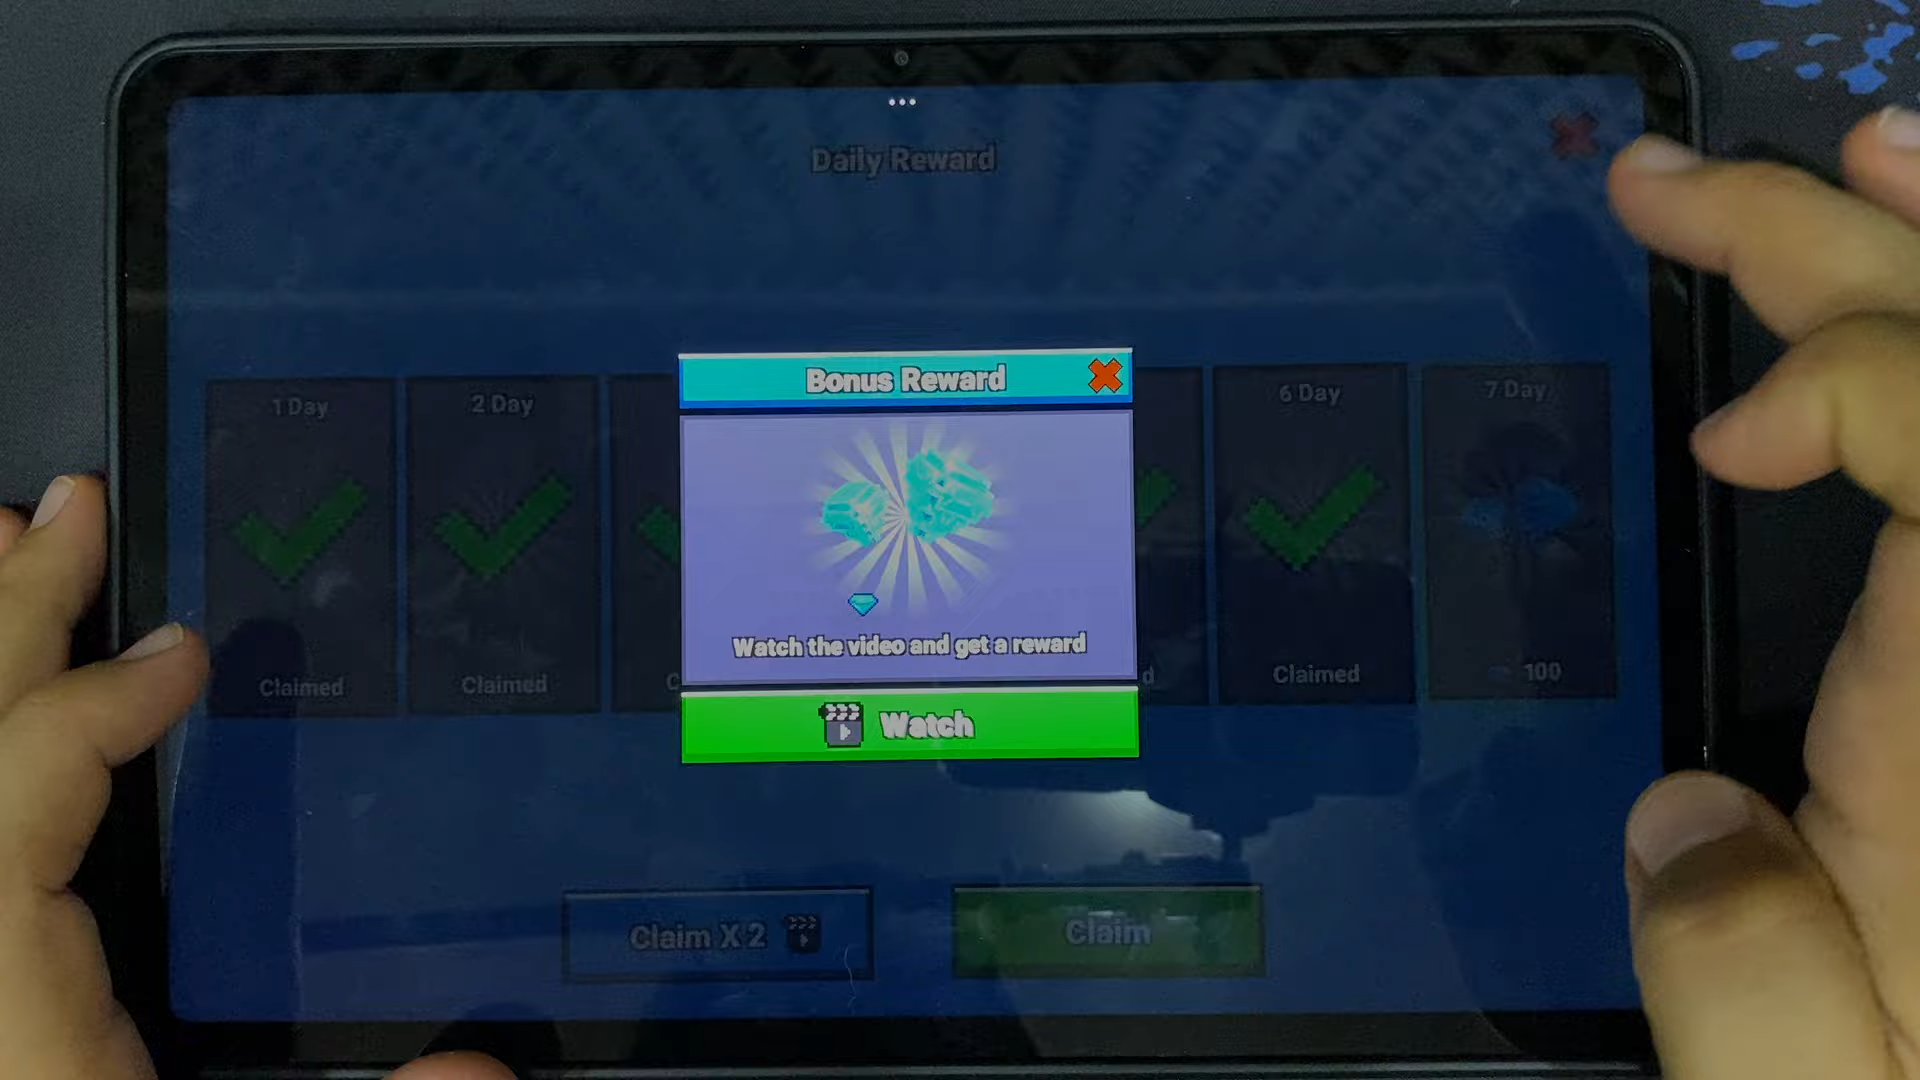 Daily Reward
Bonus Reward
1 Day
2 Day
6 Day
7 Day
Watch the video and get a reward
Claimed
Claimed
Claimed
100
Watch
Claim X 2
Claim